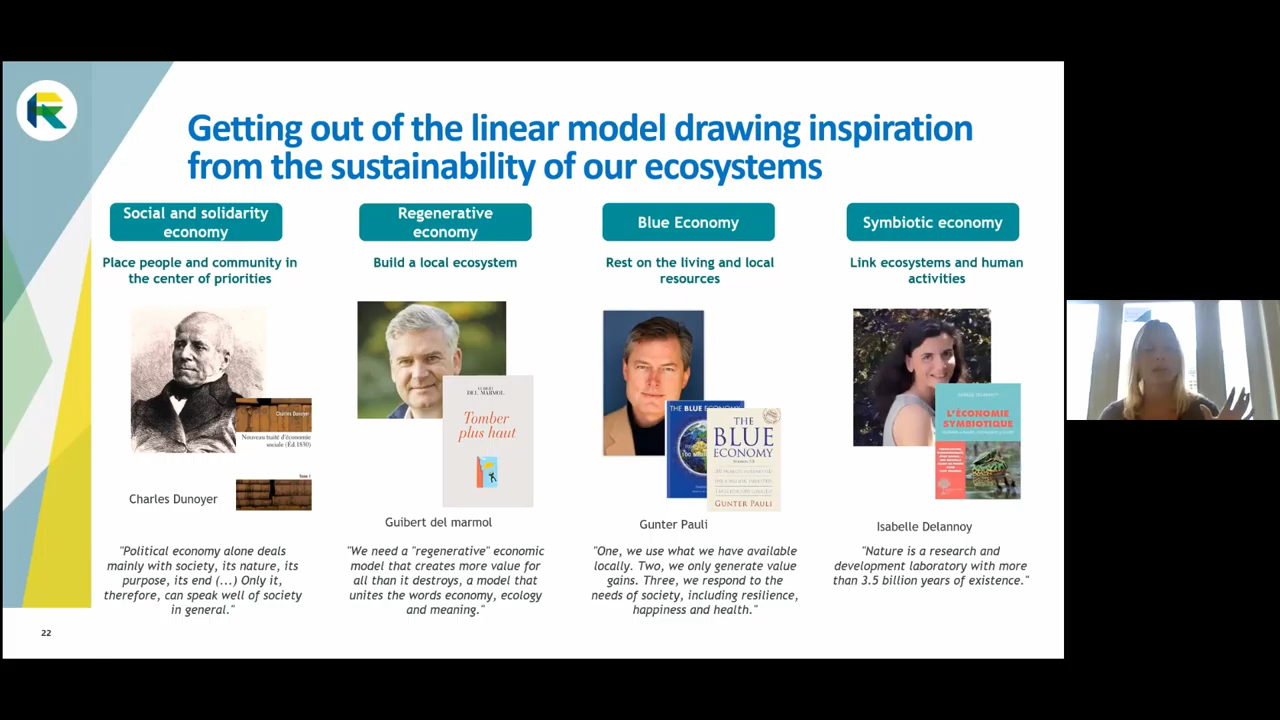 Getting out of the linear model drawing inspiration
from the sustainability of our ecosystems
Social and solidarity
economy
Place people and community in
the center of priorities
Charles Dunoyer
Nouveau traité d'économie
sociale (Éd.1830)
Tome 1
Charles Dunoyer
"Political economy alone deals
mainly with society, its nature, its
purpose, its end (...) Only it,
therefore, can speak well of society
in general."
Regenerative
economy
Build a local ecosystem
DEL MARMOL
Tomber
plus haut
Guibert del marmol
"We need a "regenerative" economic
model that creates more value for
all than it destroys, a model that
unites the words economy, ecology
and meaning."
Blue Economy
Rest on the living and local
resources
THE BLUE
THE
BLUE
ECONOMY
GUNTER PAULI
Gunter Pauli
"One, we use what we have available
locally. Two, we only generate value
gains. Three, we respond to the
needs of society, including resilience,
happiness and health."
Symbiotic economy
Link ecosystems and human
activities
L'ÉCONOMIE
SYMBIOTIQUE
Isabelle Delannoy
"Nature is a research and
development laboratory with more
than 3.5 billion years of existence."
22